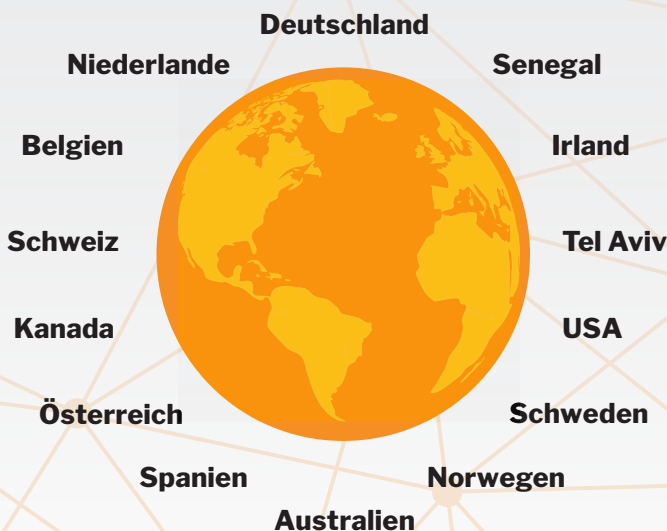 Deutschland
Niederlande
Senegal
Belgien
Irland
Schweiz
Tel Aviv
Kanada
USA
Österreich
Schweden
Spanien
Norwegen
Australien